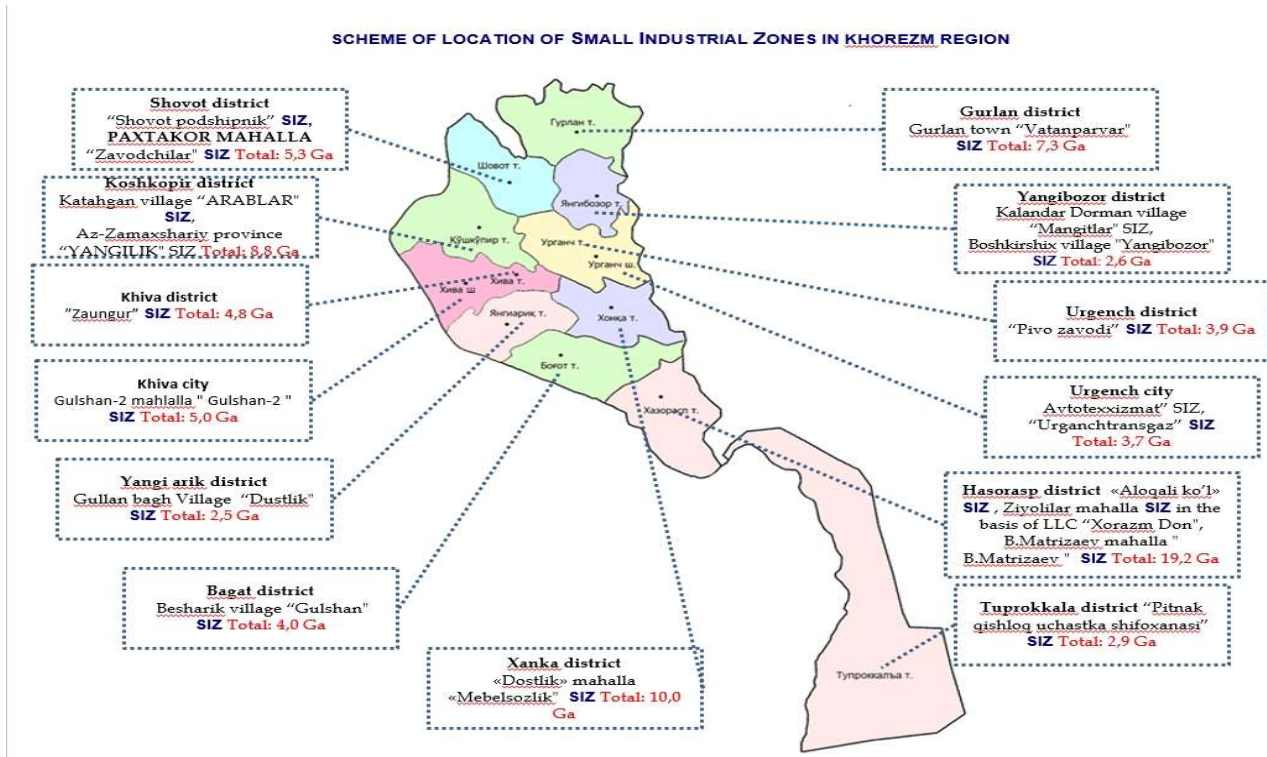 SCHEME OF LOCATION OF SMALL INDUSTRIAL ZONES IN KHOREZM REGION
Shovot district
“Shovot podshipnik” SIZ,
PAXTAKOR MAHALLA
“Zavodchilar" SIZ Total: 5,3 Ga
Koshkopir district
Katahgan village “ARABLAR"
SIZ,
Az-Zamaxshariy province
“YANGILIK" SIZ Total: 8,8 Ga
Khiva district
"Zaungur” SIZ Total: 4,8 Ga
Khiva city
Gulshan-2 mahlalla " Gulshan-2 "
SIZ Total: 5,0 Ga
Yangi arik district
Gullan bagh Village “Dustlik"
SIZ Total: 2,5 Ga
Bagat district
Besharik village “Gulshan"
SIZ Total: 4,0 Ga
Xanka district
«Dostlik» mahalla
«Mebelsozlik" SIZ Total: 10,0
Ga
Гурлан т.
Шовот т.
Янгибозор т.
Қўшкўпир т.
Урганч т.
Урганч ш.
Хива ш
Хива т.
Янгиариқ т.
Хонқа т.
Боғот т.
Хазорасп т.
Тупроққалъа т.
Gurlan district
Gurlan town “Vatanparvar"
SIZ Total: 7,3 Ga
Yangibozor district
Kalandar Dorman village
“Mangitlar" SIZ,
Boshkirshix village "Yangibozor"
SIZ Total: 2,6 Ga
Urgench district
“Pivo zavodi” SIZ Total: 3,9 Ga
Urgench city
Avtotexxizmat” SIZ,
“Urganchtransgaz” SIZ
Total: 3,7 Ga
Hasorasp district «Aloqali ko’l»
SIZ , Ziyolilar mahalla SIZ in the
basis of LLC “Xorazm Don",
B.Matrizaev mahalla "
B.Matrizaev " SIZ Total: 19,2 Ga
Tuprokkala district “Pitnak
qishloq uchastka shifoxanasi”
SIZ Total: 2,9 Ga